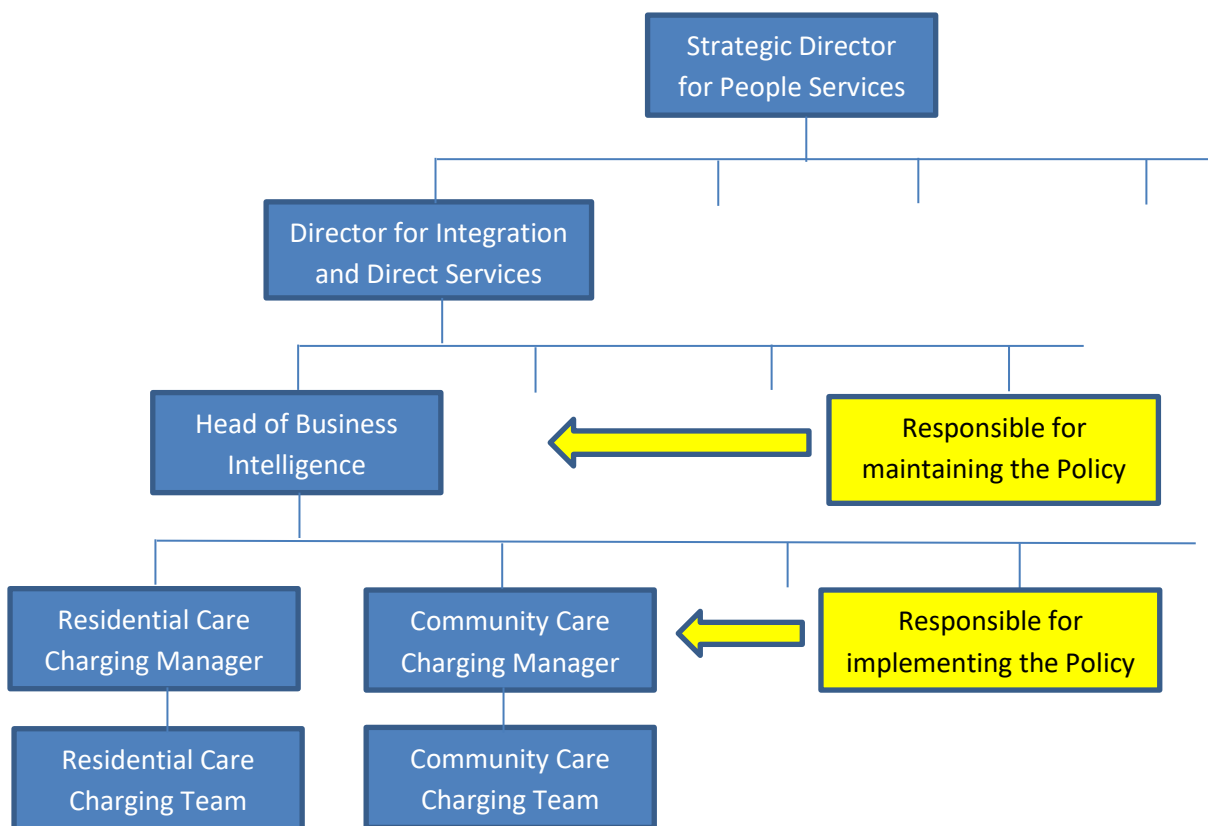 Strategic Director
for People Services
Director for Integration
and Direct Services
Head of Business
Intelligence
Responsible for
maintaining the Policy
Residential Care
Charging Manager
Community Care
Charging Manager
Responsible for
implementing the Policy
Residential Care
Charging Team
Community Care
Charging Team